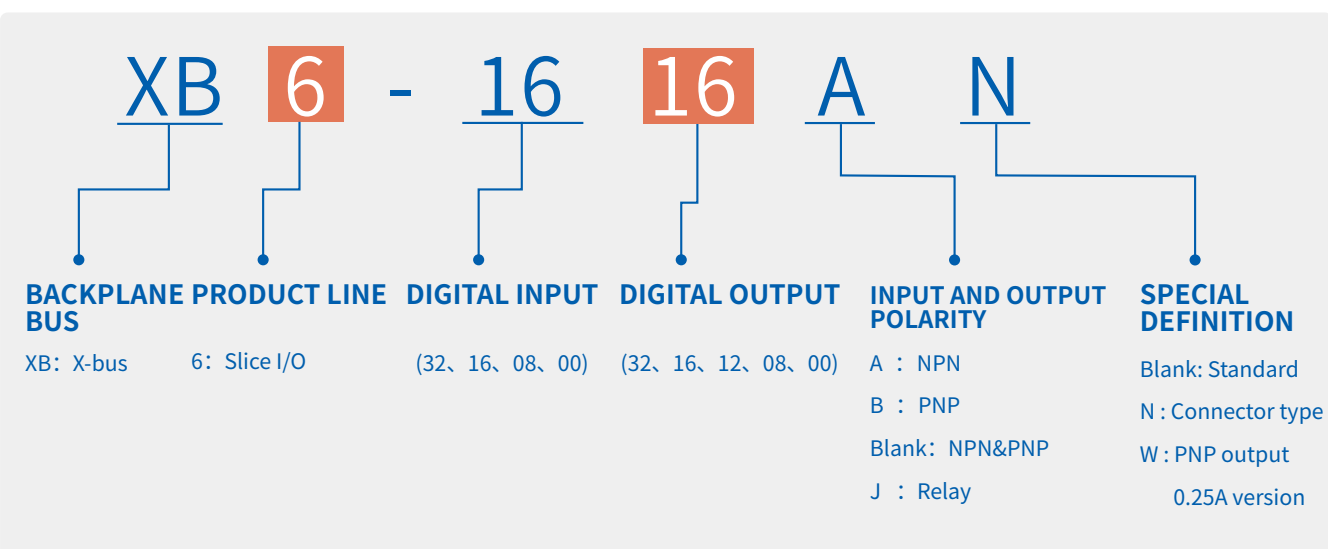 XB 6 - 16 16 A N
BACKPLANE
BUS
XB：X-bus
PRODUCT LINE
6：Slice I/O
DIGITAL INPUT
(32、16、08、00)
DIGITAL OUTPUT
(32、16、12、08、00)
INPUT AND OUTPUT
POLARITY
A ：NPN
B ：PNP
Blank：NPN&PNP
J ：Relay
SPECIAL
DEFINITION
Blank: Standard
N : Connector type
W : PNP output
0.25A version